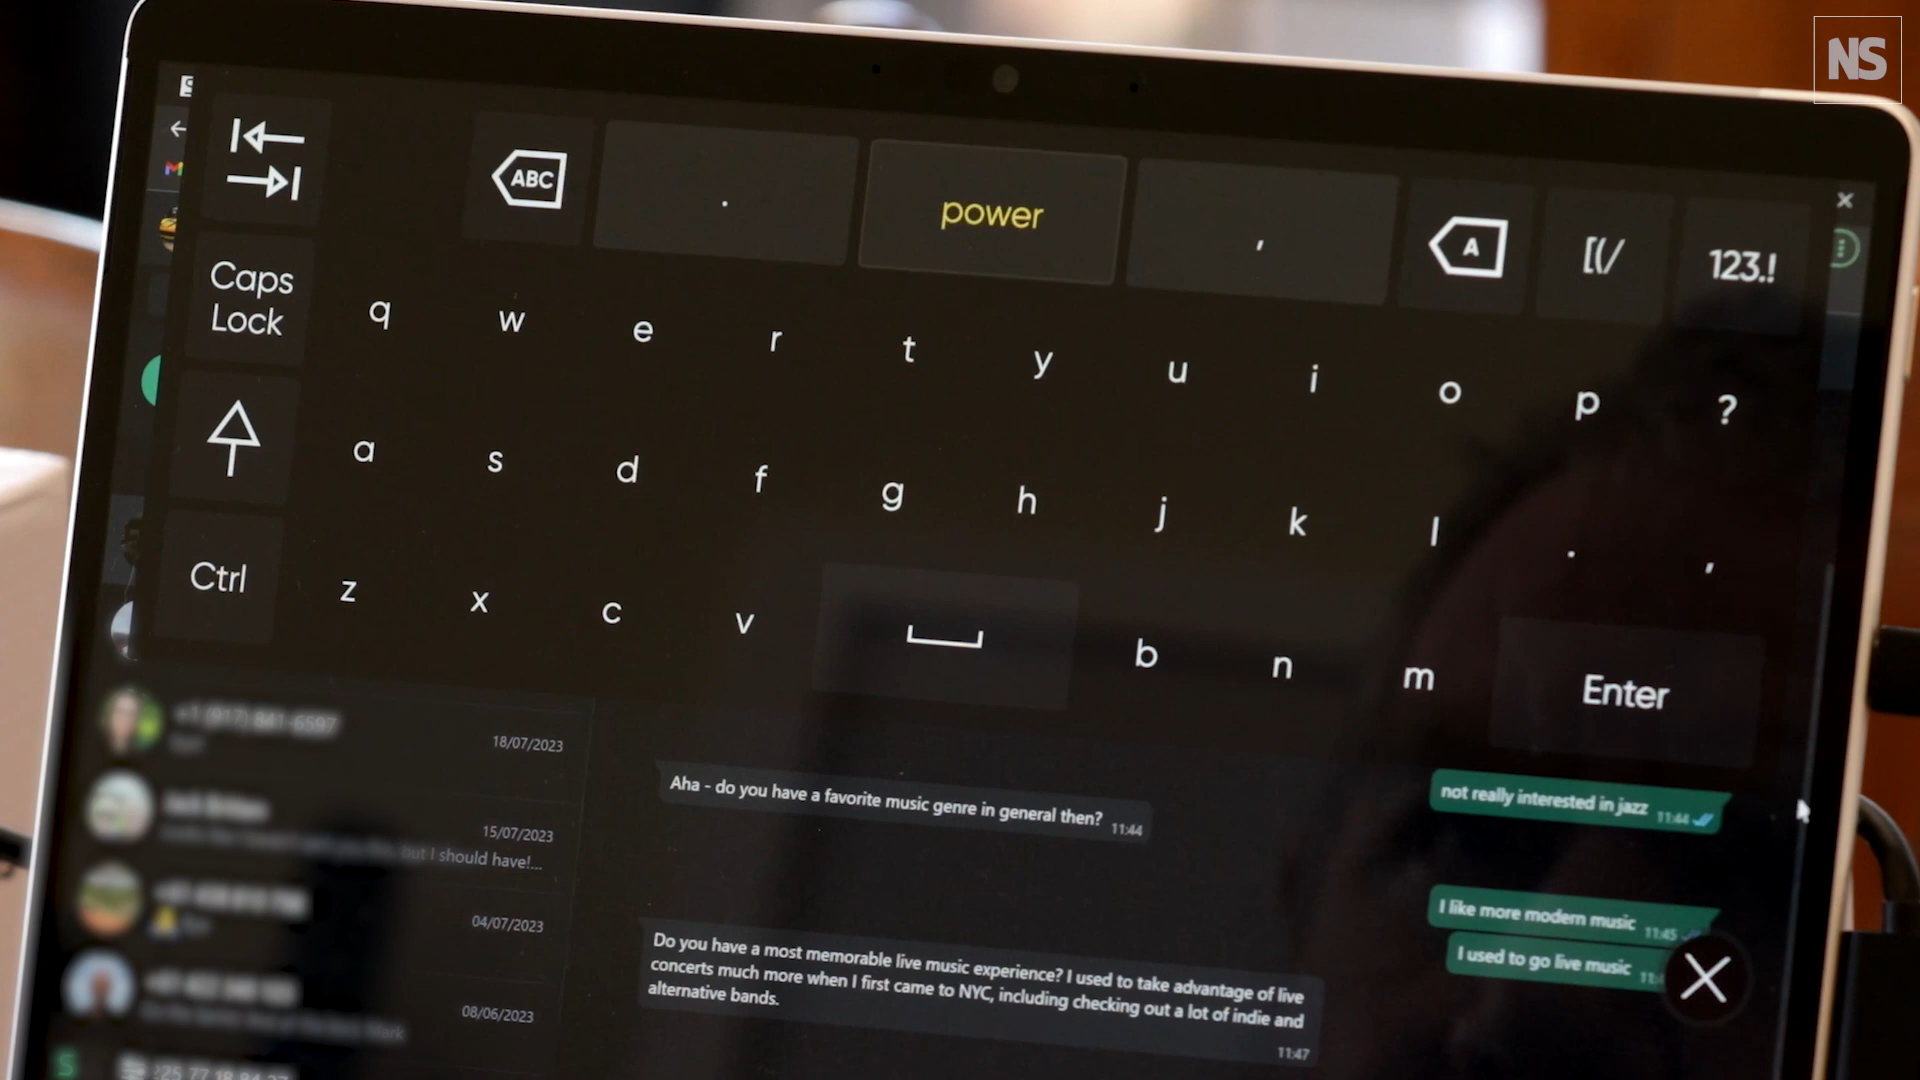 NS
ABC
.
power
,
A
[(/
123.!
Caps
Lock
q w e r t y u i o p ?
a s d f g h j k l . ,
Ctrl
z x c v b n m
Enter
18/07/2023
15/07/2023
but I should have!...
04/07/2023
08/06/2023
Aha - do you have a favorite music genre in general then? 11:44
not really interested in jazz 11:44
I like more modern music 11:45
I used to go live music
Do you have a most memorable live music experience? I used to take advantage of live
concerts much more when I first came to NYC, including checking out a lot of indie and
alternative bands.
11:47